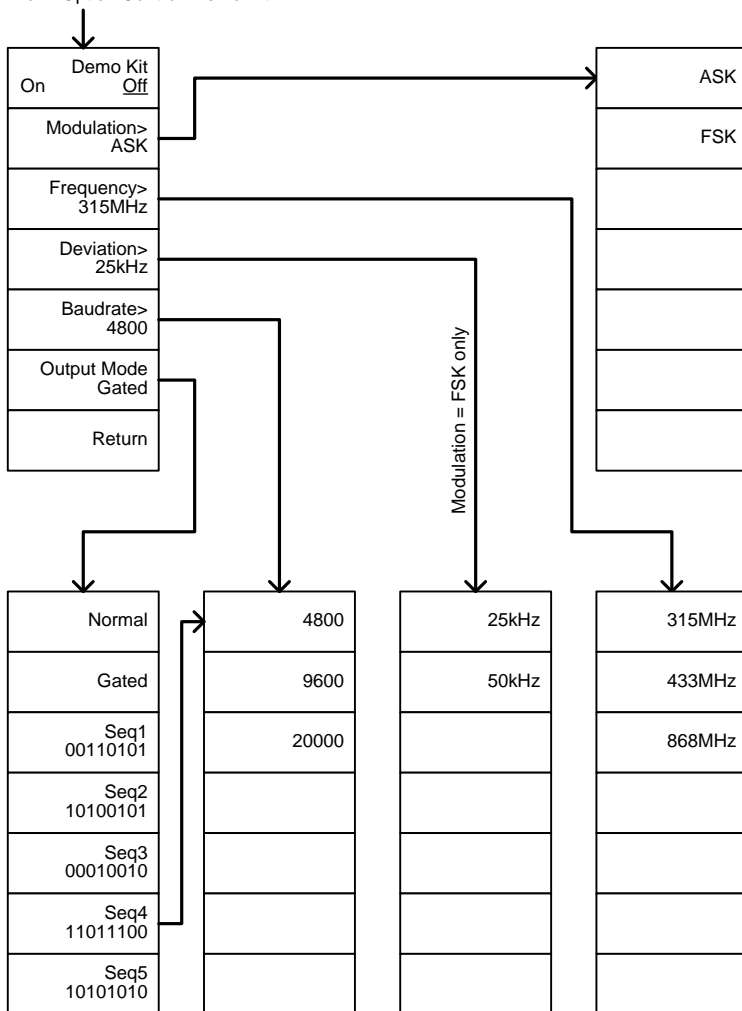 Demo Kit
On Off
Modulation>
ASK
Frequency>
315MHz
Deviation>
25kHz
Baudrate>
4800
Output Mode
Gated
Return
ASK
FSK
Modulation = FSK only
Normal
Gated
Seq1
00110101
Seq2
10100101
Seq3
00010010
Seq4
11011100
Seq5
10101010
4800
9600
20000
25kHz
50kHz
315MHz
433MHz
868MHz